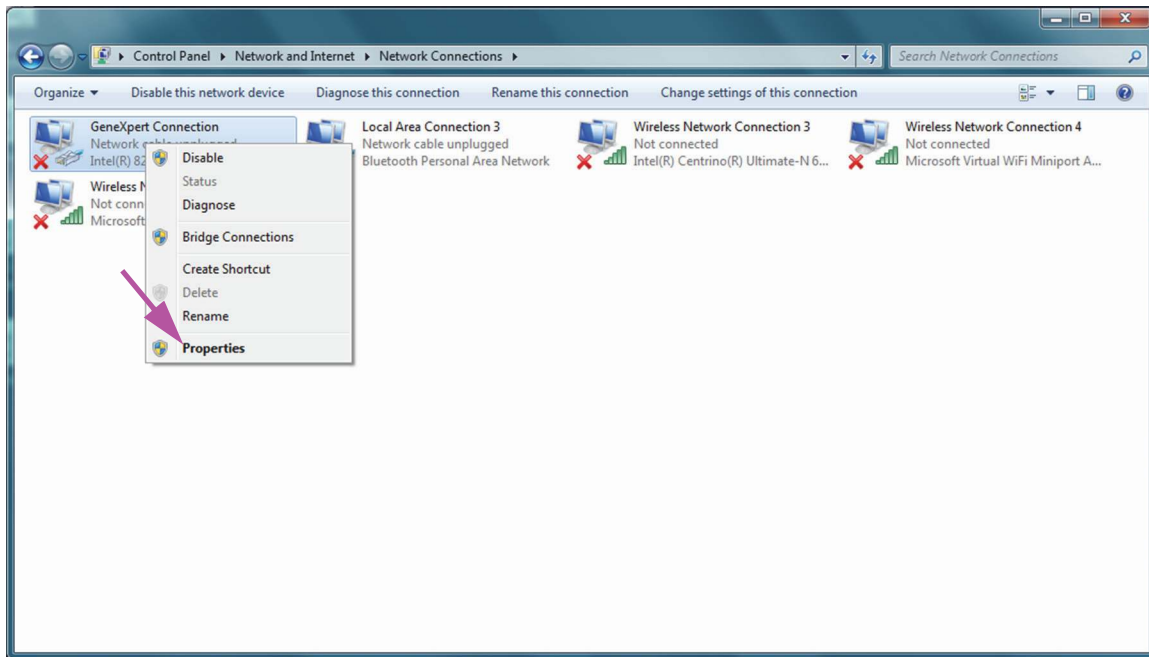 Control Panel ▸ Network and Internet ▸ Network Connections ▸
Search Network Connections
Organize Disable this network device Diagnose this connection Rename this connection Change settings of this connection
GeneXpert Connection
Network cable unplugged
Intel(R) 82
Local Area Connection 3
Network cable unplugged
Bluetooth Personal Area Network
Wireless Network Connection 3
Not connected
Intel(R) Centrino(R) Ultimate-N 6...
Wireless Network Connection 4
Not connected
Microsoft Virtual WiFi Miniport A...
Wireless N
Not conn
Microsoft
Disable
Status
Diagnose
Bridge Connections
Create Shortcut
Delete
Rename
Properties